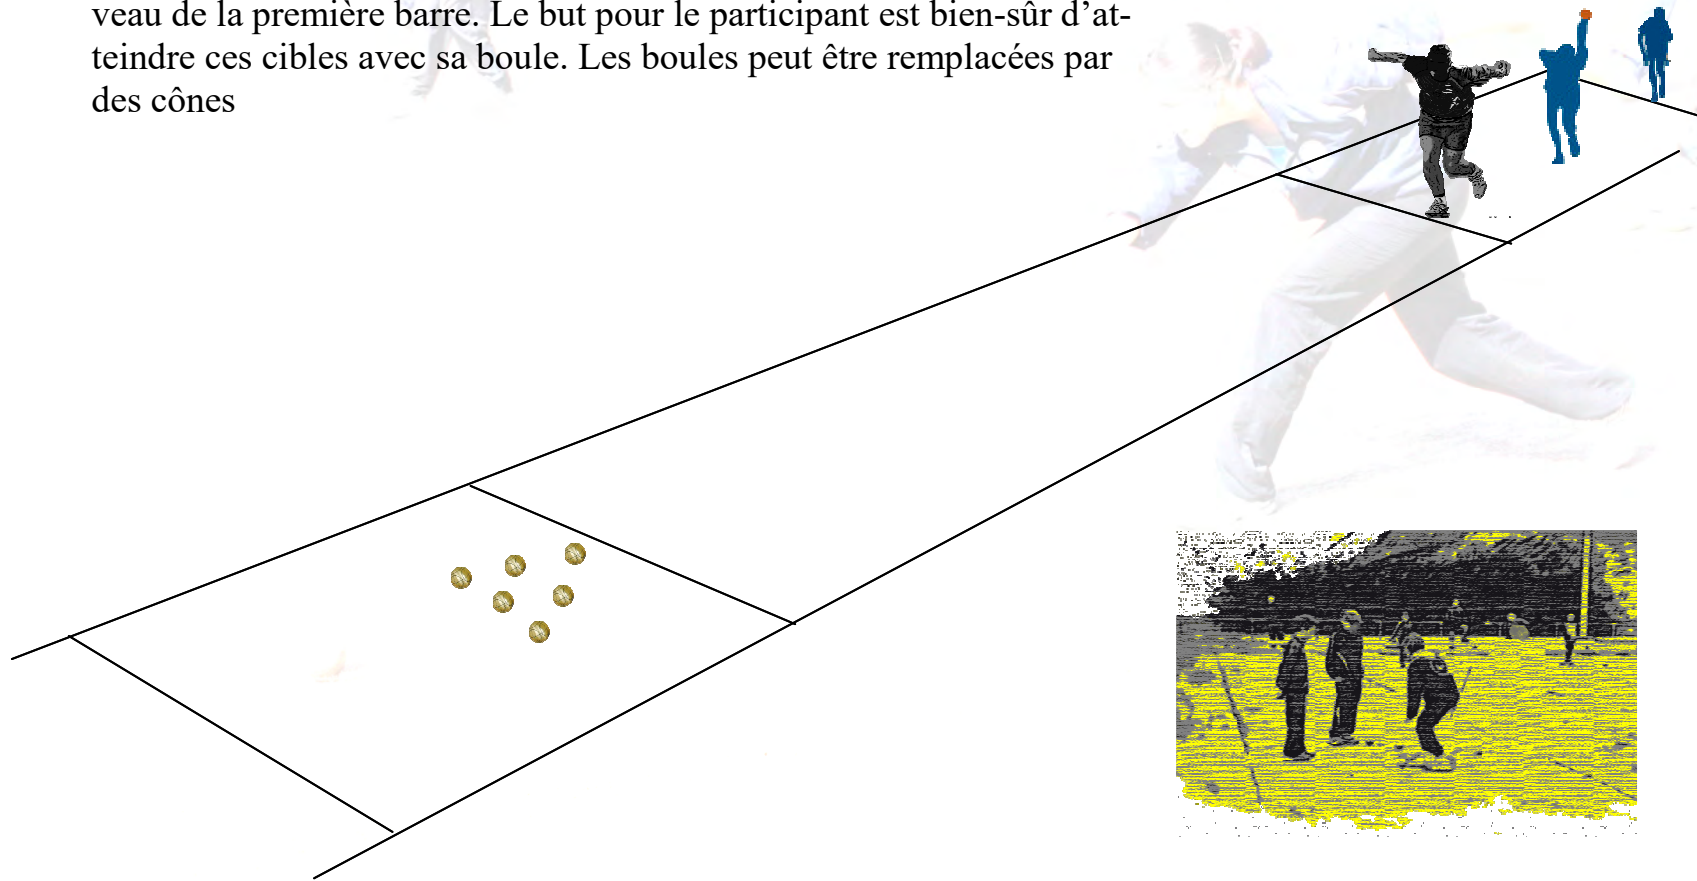 veau de la première barre. Le but pour le participant est bien-sûr d’at-
teindre ces cibles avec sa boule. Les boules peut être remplacées par
des cônes